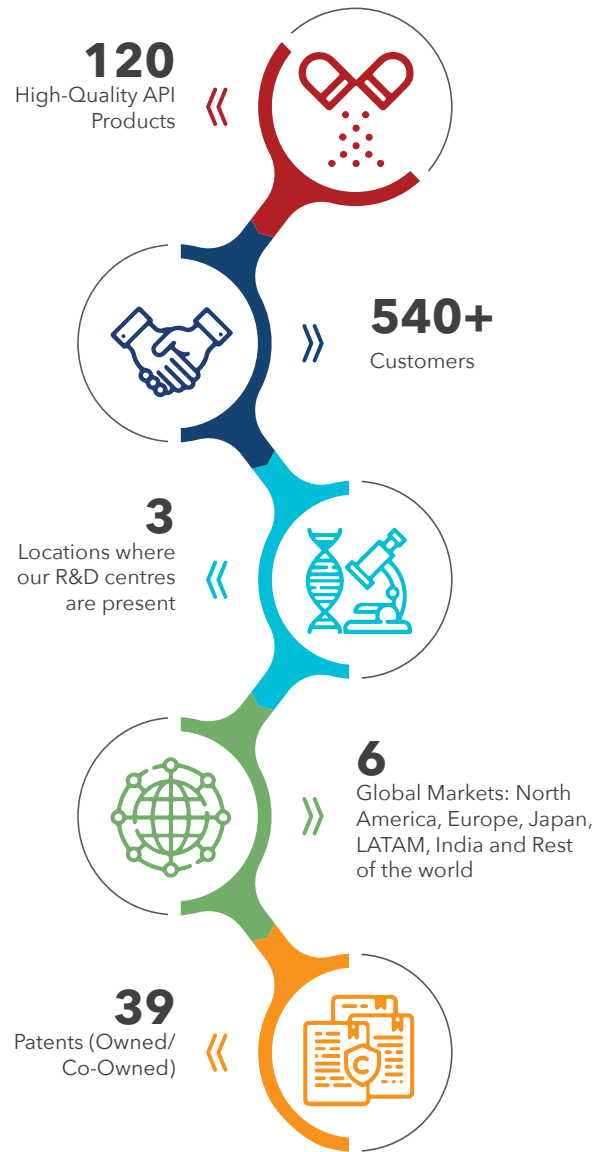 120
High-Quality API
Products
540+
Customers
3
Locations where
our R&D centres
are present
6
Global Markets: North
America, Europe, Japan,
LATAM, India and Rest
of the world
39
Patents (Owned/
Co-Owned)
C